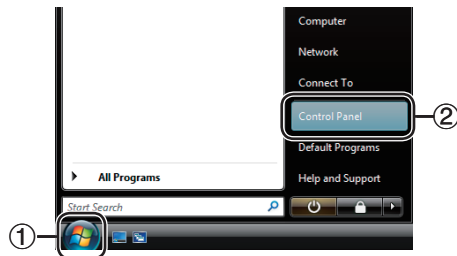 Computer
Network
Connect To
Control Panel
②
Default Programs
All Programs
Help and Support
Start Search
①